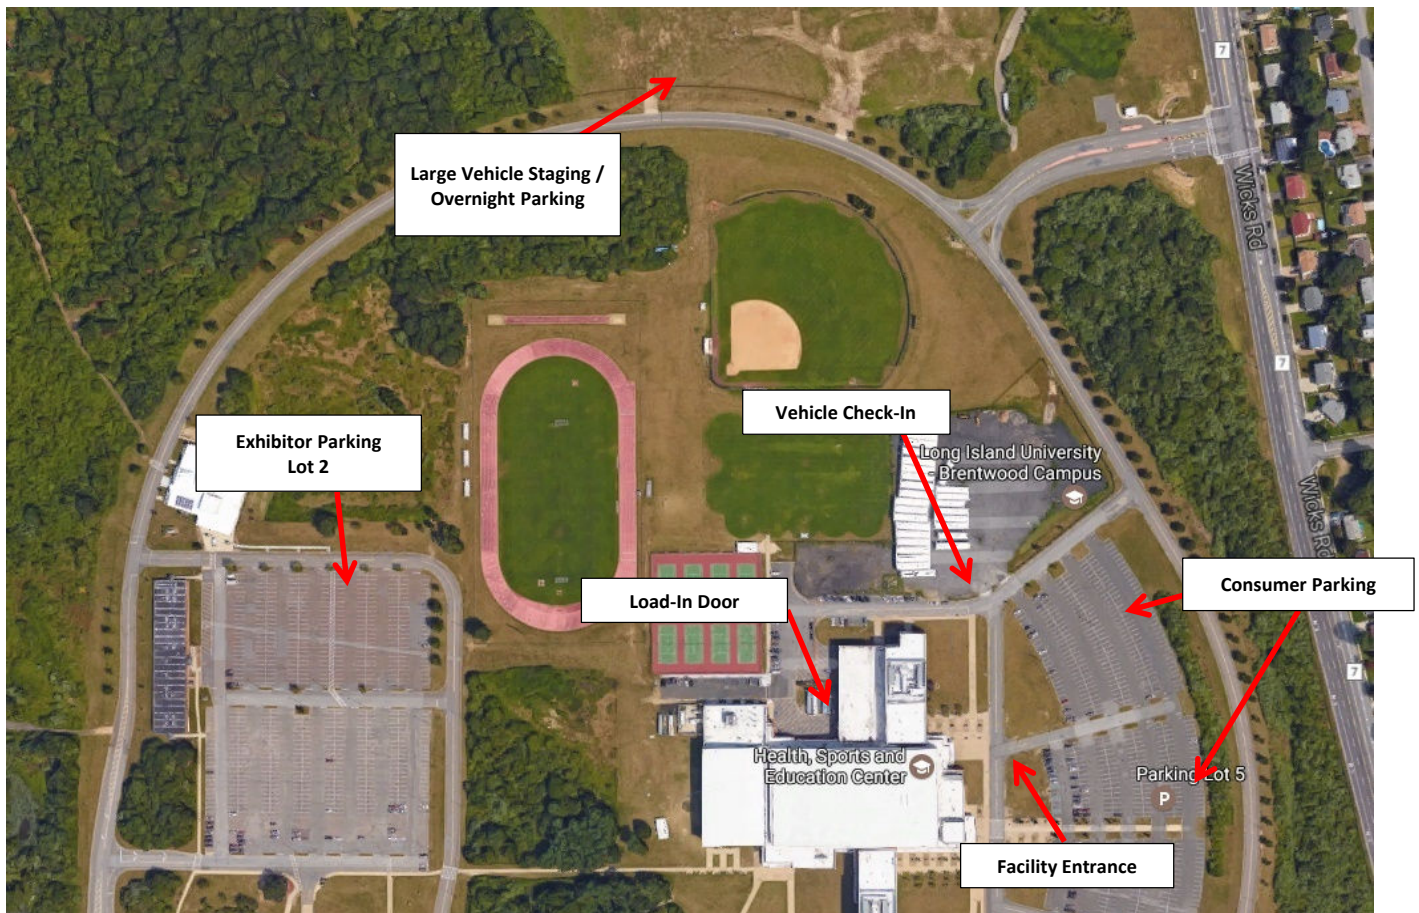 7
Large Vehicle Staging /
Overnight Parking
Wicks Rd
7
Vehicle Check-In
Exhibitor Parking
Lot 2
Long Island University
- Brentwood Campus
Wicks Rd
Consumer Parking
Load-In Door
7
Health, Sports and
Education Center
Parking Lot 5
P
Facility Entrance